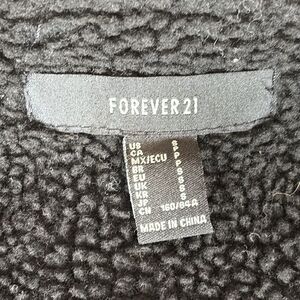 FOREVER 21
US S
CA P
MX/ECU P
BR P
EU S
UK S
KR S
JP S
CN 160/84A
MADE IN CHINA